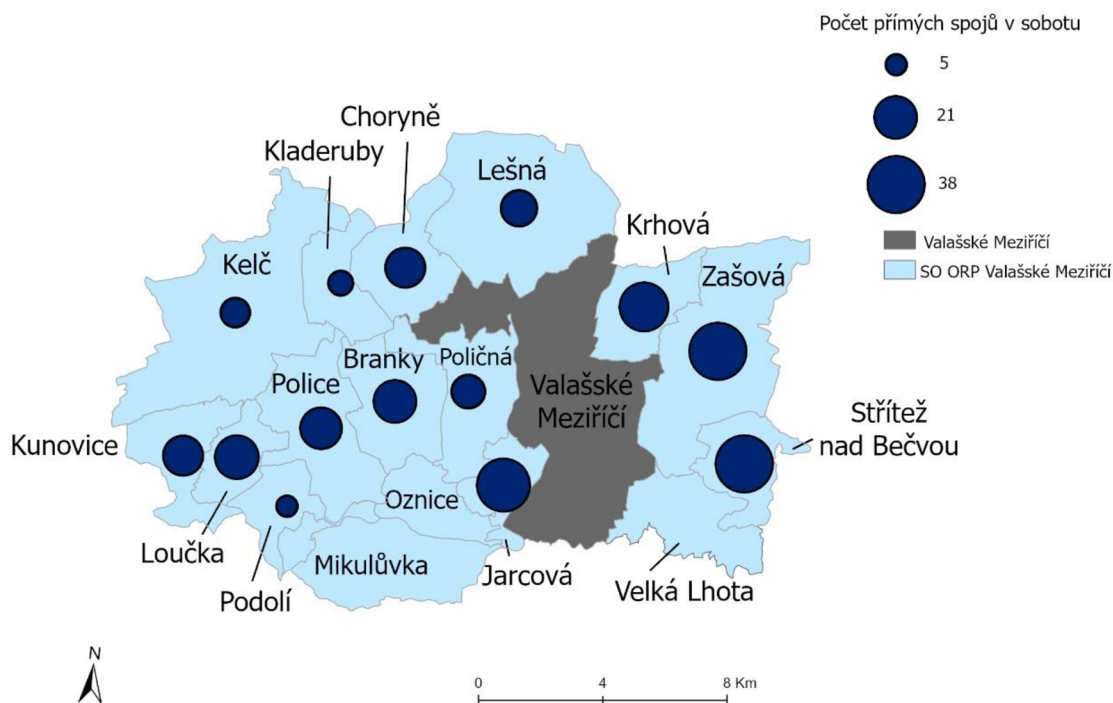 Počet přímých spojů v sobotu
5
21
38
Valašské Meziříčí
SO ORP Valašské Meziříčí
Choryně
Kladeruby
Lešná
Krhová
Kelč
Zašová
Branky
Poličná
Police
Valašské
Meziříčí
Střítež
nad Bečvou
Kunovice
Oznice
Loučka
Mikulůvka
Jarcová
Podolí
Velká Lhota
N
0 4 8 Km